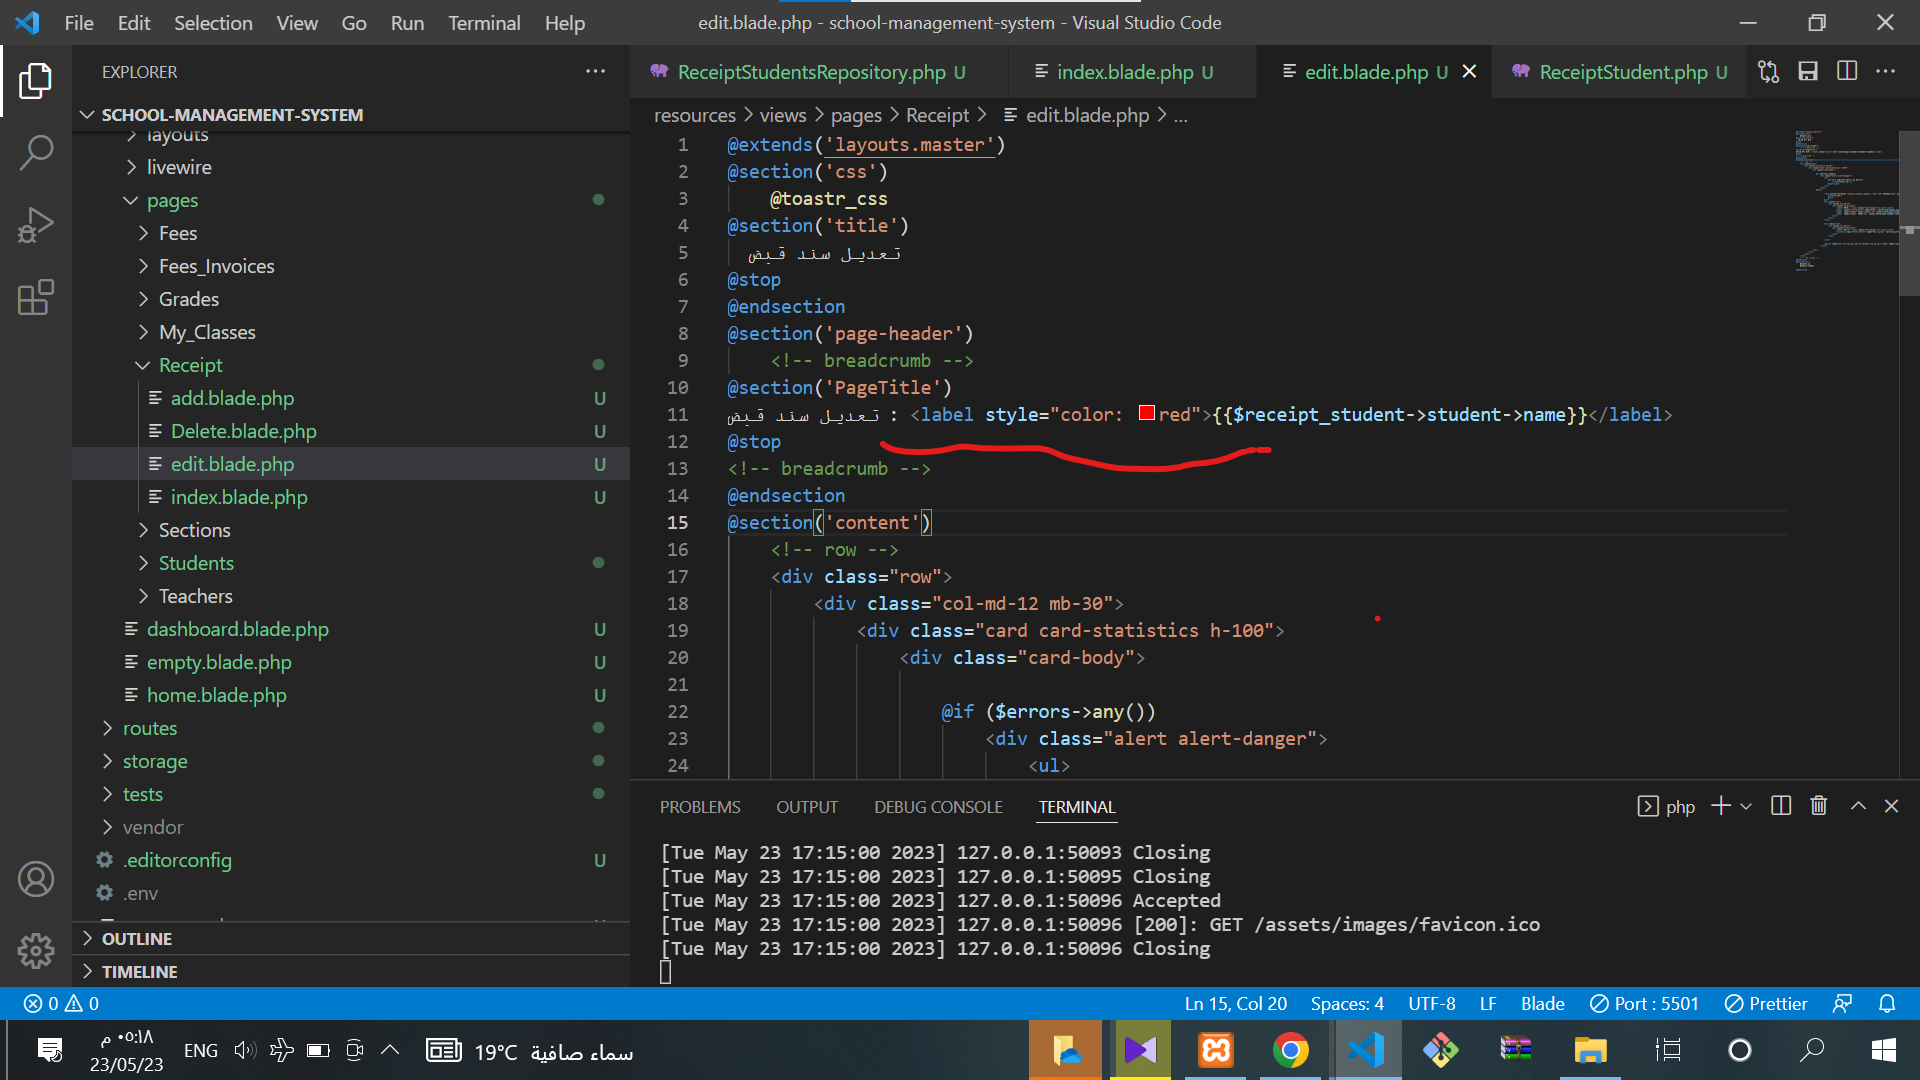 File Edit Selection View Go Run Terminal Help
edit.blade.php - school-management-system - Visual Studio Code
EXPLORER
SCHOOL-MANAGEMENT-SYSTEM
layouts
livewire
pages
Fees
Fees_Invoices
Grades
My_Classes
Receipt
add.blade.php U
Delete.blade.php U
edit.blade.php U
index.blade.php U
Sections
Students
Teachers
dashboard.blade.php U
empty.blade.php U
home.blade.php U
routes
storage
tests
vendor
.editorconfig U
.env
OUTLINE
TIMELINE
ReceiptStudentsRepository.php U
index.blade.php U
edit.blade.php U
ReceiptStudent.php U
resources > views > pages > Receipt > edit.blade.php > ...
1 @extends('layouts.master')
2 @section('css')
3 @toastr_css
4 @section('title')
5 تعديل سند قبض
6 @stop
7 @endsection
8 @section('page-header')
9 <!-- breadcrumb -->
10 @section('PageTitle')
11 تعديل سند قبض : <label style="color: red">{{$receipt_student->student->name}}</label>
12 @stop
13 <!-- breadcrumb -->
14 @endsection
15 @section('content')
16 <!-- row -->
17 <div class="row">
18 <div class="col-md-12 mb-30">
19 <div class="card card-statistics h-100">
20 <div class="card-body">
21
22 @if ($errors->any())
23 <div class="alert alert-danger">
24 <ul>
PROBLEMS OUTPUT DEBUG CONSOLE TERMINAL
php
[Tue May 23 17:15:00 2023] 127.0.0.1:50093 Closing
[Tue May 23 17:15:00 2023] 127.0.0.1:50095 Closing
[Tue May 23 17:15:00 2023] 127.0.0.1:50096 Accepted
[Tue May 23 17:15:00 2023] 127.0.0.1:50096 [200]: GET /assets/images/favicon.ico
[Tue May 23 17:15:00 2023] 127.0.0.1:50096 Closing
0 0
Ln 15, Col 20 Spaces: 4 UTF-8 LF Blade Port : 5501 Prettier
٠٥:١٨ م
23/05/23
ENG
19°C سماء صافية